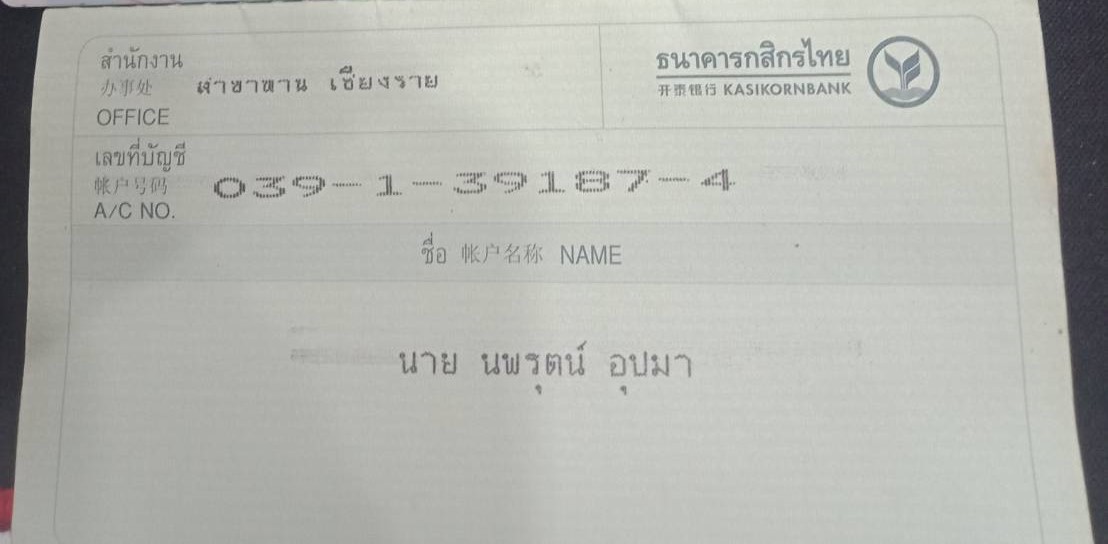 สำนักงาน
办事处 สาขาพาน เชียงราย
OFFICE
ธนาคารกสิกรไทย
开泰银行 KASIKORNBANK
เลขที่บัญชี
帐户号码 039-1-39187-4
A/C NO.
ชื่อ 帐户名称 NAME
นาย นพรุตน์ อุปมา